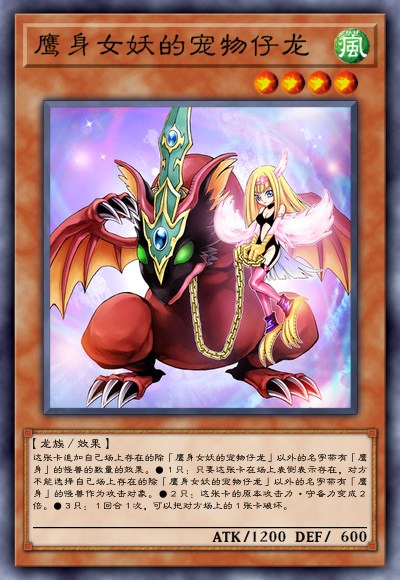 鹰身女妖的宠物仔龙
風
【龙族/效果】
这张卡追加自己场上存在的除「鹰身女妖的宠物仔龙」以外的名字带有「鹰
身」的怪兽的数量的效果。●1只:只要这张卡在场上表侧表示存在,对方
不能选择自己场上存在的除「鹰身女妖的宠物仔龙」以外的名字带有「鹰
身」的怪兽作为攻击对象。●2只:这张卡的原本攻击力·守备力变成2
倍。●3只:1回合1次,可以把对方场上的1张卡破坏。
ATK/1200 DEF/ 600